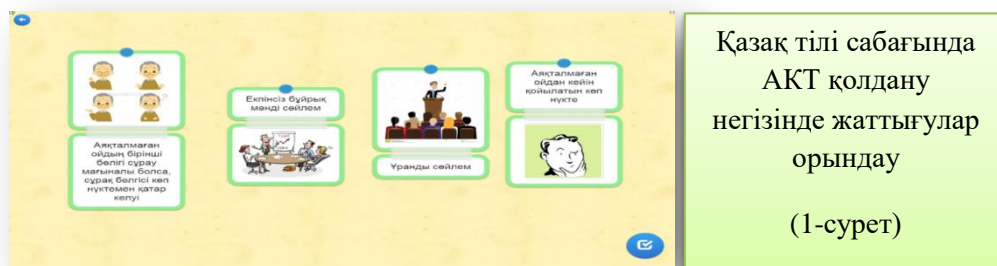 Аяқталмаған
ойдың бірінші
бөлігі сұрау
мағыналы болса,
сұрақ белгісі көп
нүктемен қатар
келуі
Екпінсіз бұйрық
мәнді сөйлем
Ұранды сөйлем
Аяқталмаған
ойдан кейін
қойылатын көп
нүкте
Қазақ тілі сабағында
АКТ қолдану
негізінде жаттығулар
орындау
(1-сурет)